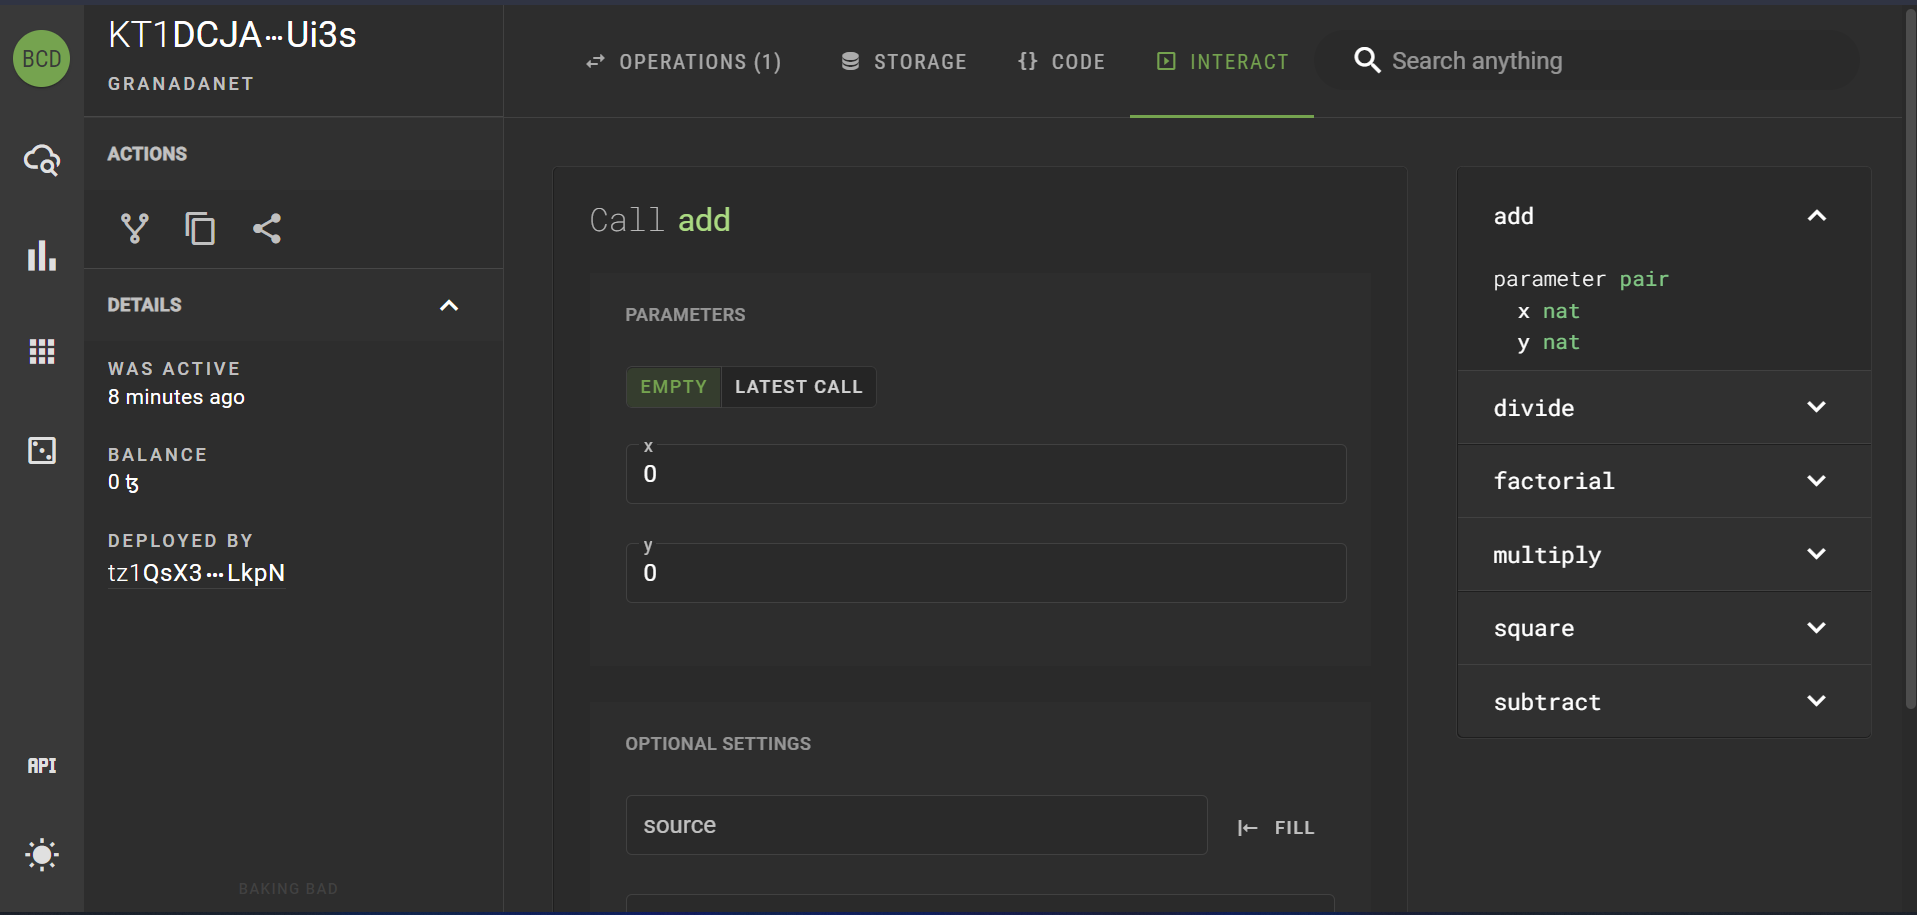 BCD
KT1DCJA···Ui3s
GRANADANET
OPERATIONS (1)
STORAGE
{} CODE
INTERACT
Search anything
ACTIONS
DETAILS
WAS ACTIVE
8 minutes ago
BALANCE
0 ꜩ
DEPLOYED BY
tz1QsX3···LkpN
API
BAKING BAD
Call add
PARAMETERS
EMPTY
LATEST CALL
x
0
y
0
OPTIONAL SETTINGS
source
FILL
add
parameter pair
x nat
y nat
divide
factorial
multiply
square
subtract